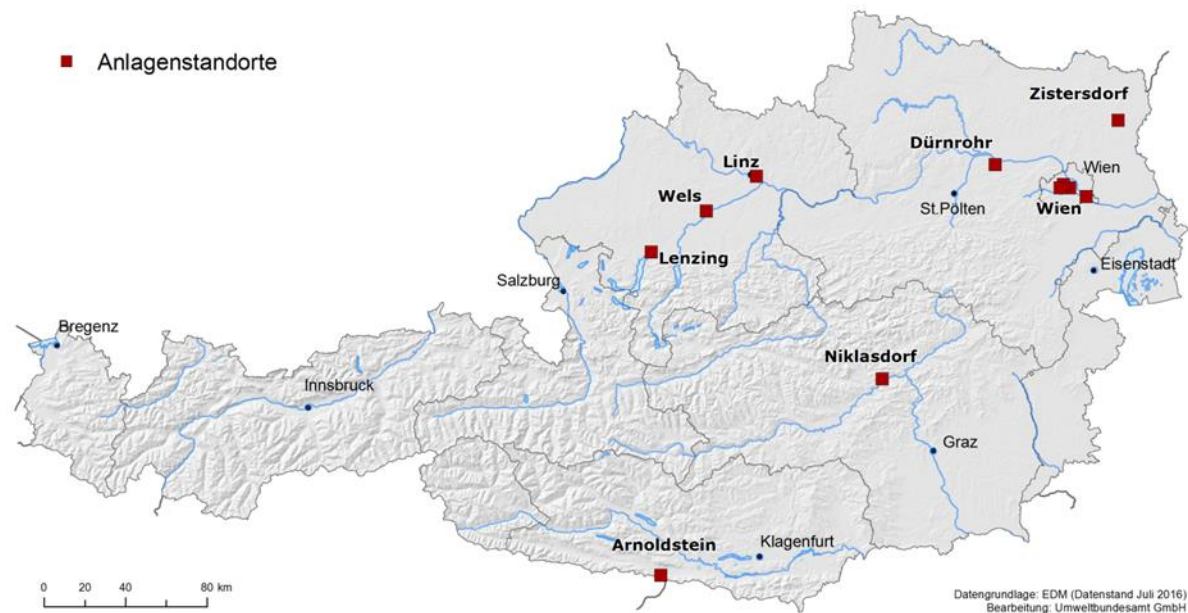 Anlagenstandorte
Zistersdorf
Dürnrohr
Linz
Wien
Wels
St.Pölten
Wien
Lenzing
Eisenstadt
Salzburg
Bregenz
Niklasdorf
Innsbruck
Graz
Arnoldstein
Klagenfurt
0 20 40 80 km
Datengrundlage: EDM (Datenstand Juli 2016)
Bearbeitung: Umweltbundesamt GmbH